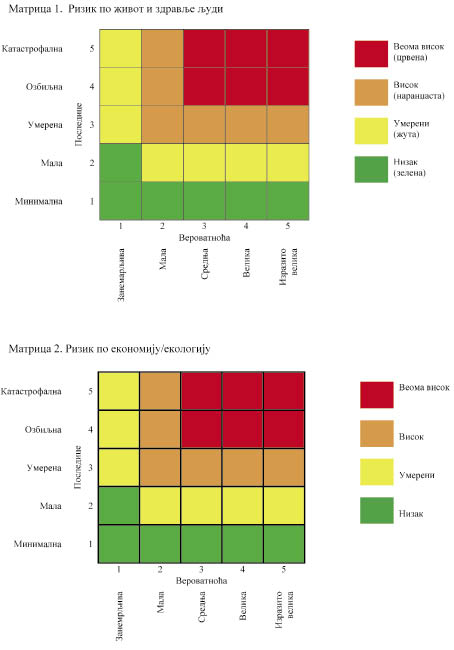 Матрица 1. Ризик по живот и здравље људи
Катастрофална 5
Озбиљна 4
Умерена 3
Мала 2
Минимална 1
Последице
1 2 3 4 5
Вероватноћа
Занемарљива
Мала
Средња
Велика
Изразито
велика
Веома висок
(црвена)
Висок
(наранџаста)
Умерени
(жута)
Низак
(зелена)
Матрица 2. Ризик по економију/екологију
Катастрофална 5
Озбиљна 4
Умерена 3
Мала 2
Минимална 1
Последице
1 2 3 4 5
Вероватноћа
Занемрљива
Мала
Средња
Велика
Изразито
велика
Веома висок
Висок
Умерени
Низак